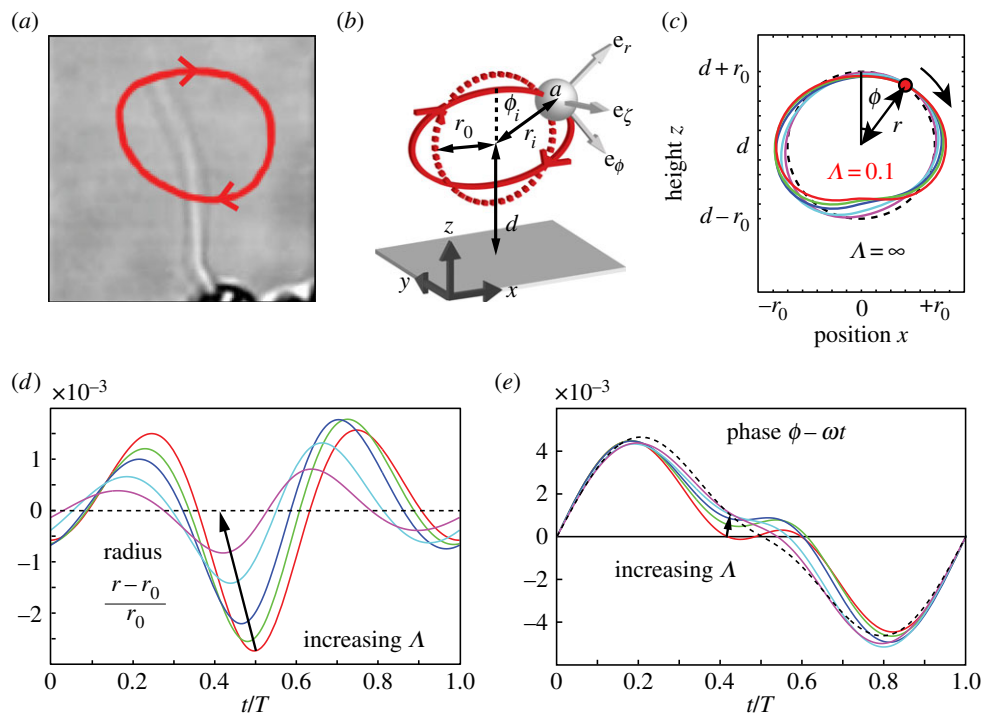 (a)
(b)
a
e_r
e_ζ
e_ϕ
ϕ_i
r_i
r_0
d
z
y
x
(c)
height z
d + r_0
d
d − r_0
ϕ
r
Λ = 0.1
Λ = ∞
−r_0 0 +r_0
position x
(d)
×10⁻³
1
0
−1
−2
radius
r − r_0
r_0
increasing Λ
0 0.2 0.4 0.6 0.8 1.0
t/T
(e)
×10⁻³
4
2
0
−2
−4
phase ϕ − ωt
increasing Λ
0 0.2 0.4 0.6 0.8 1.0
t/T